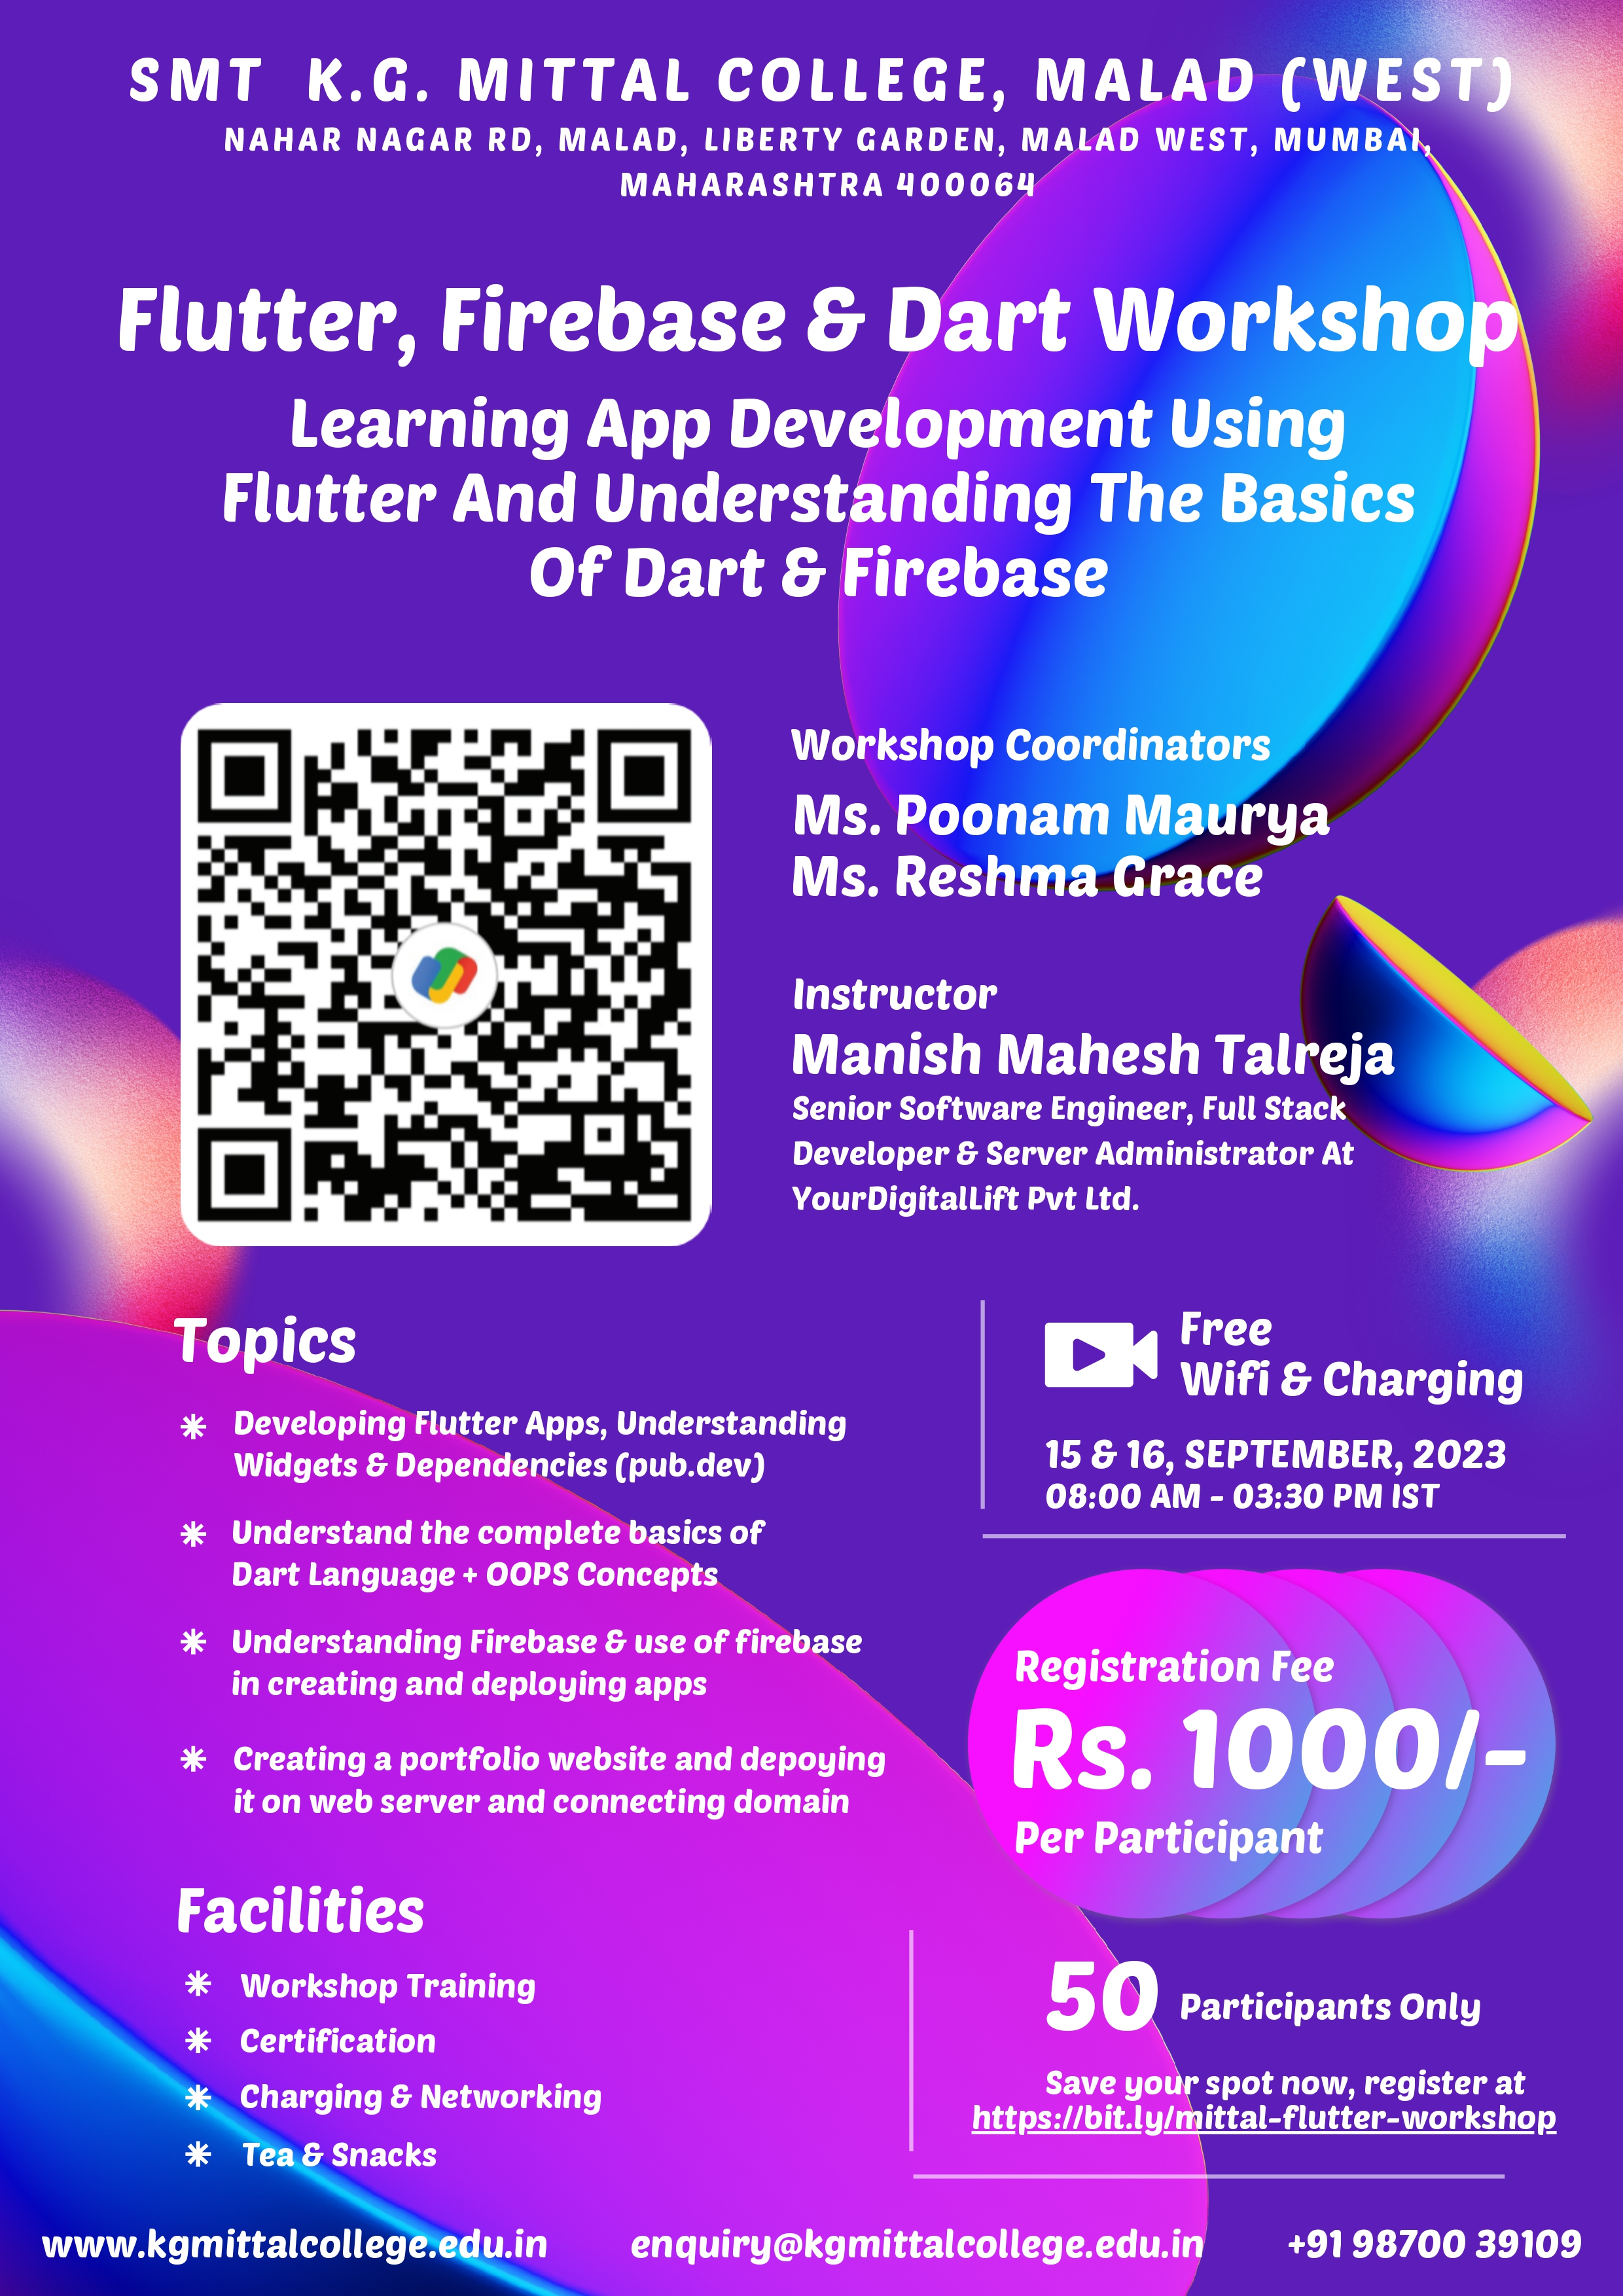 SMT K.G. MITTAL COLLEGE, MALAD (WEST)
NAHAR NAGAR RD, MALAD, LIBERTY GARDEN, MALAD WEST, MUMBAI,
MAHARASHTRA 400064
Flutter, Firebase & Dart Workshop
Learning App Development Using
Flutter And Understanding The Basics
Of Dart & Firebase
Workshop Coordinators
Ms. Poonam Maurya
Ms. Reshma Grace
Instructor
Manish Mahesh Talreja
Senior Software Engineer, Full Stack
Developer & Server Administrator At
YourDigitalLift Pvt Ltd.
Topics
Developing Flutter Apps, Understanding
Widgets & Dependencies (pub.dev)
Understand the complete basics of
Dart Language + OOPS Concepts
Understanding Firebase & use of firebase
in creating and deploying apps
Creating a portfolio website and depoying
it on web server and connecting domain
Facilities
Workshop Training
Certification
Charging & Networking
Tea & Snacks
Free
Wifi & Charging
15 & 16, SEPTEMBER, 2023
08:00 AM - 03:30 PM IST
Registration Fee
Rs. 1000/-
Per Participant
50 Participants Only
Save your spot now, register at
https://bit.ly/mittal-flutter-workshop
www.kgmittalcollege.edu.in enquiry@kgmittalcollege.edu.in +91 98700 39109